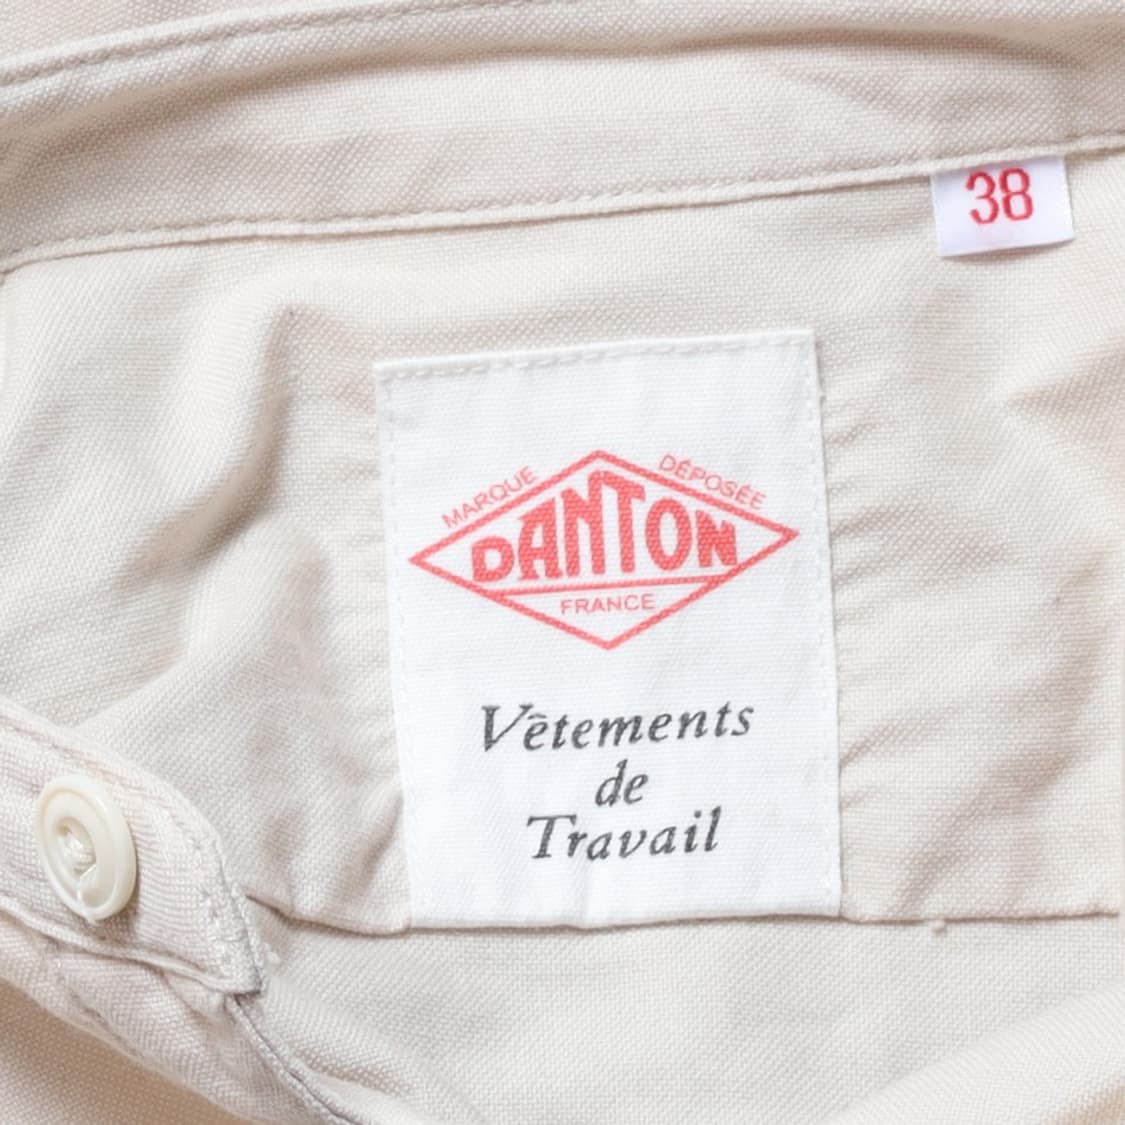 38
MARQUE DÉPOSÉE
DANTON
FRANCE
Vêtements
de
Travail